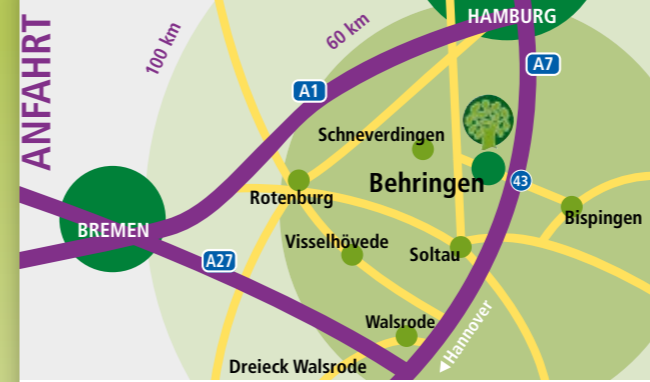 ANFAHRT
100 km
60 km
HAMBURG
A7
A1
Schneverdingen
Behringen
43
Rotenburg
Bispingen
BREMEN
Visselhövede
Soltau
A27
Walsrode
Hannover
Dreieck Walsrode